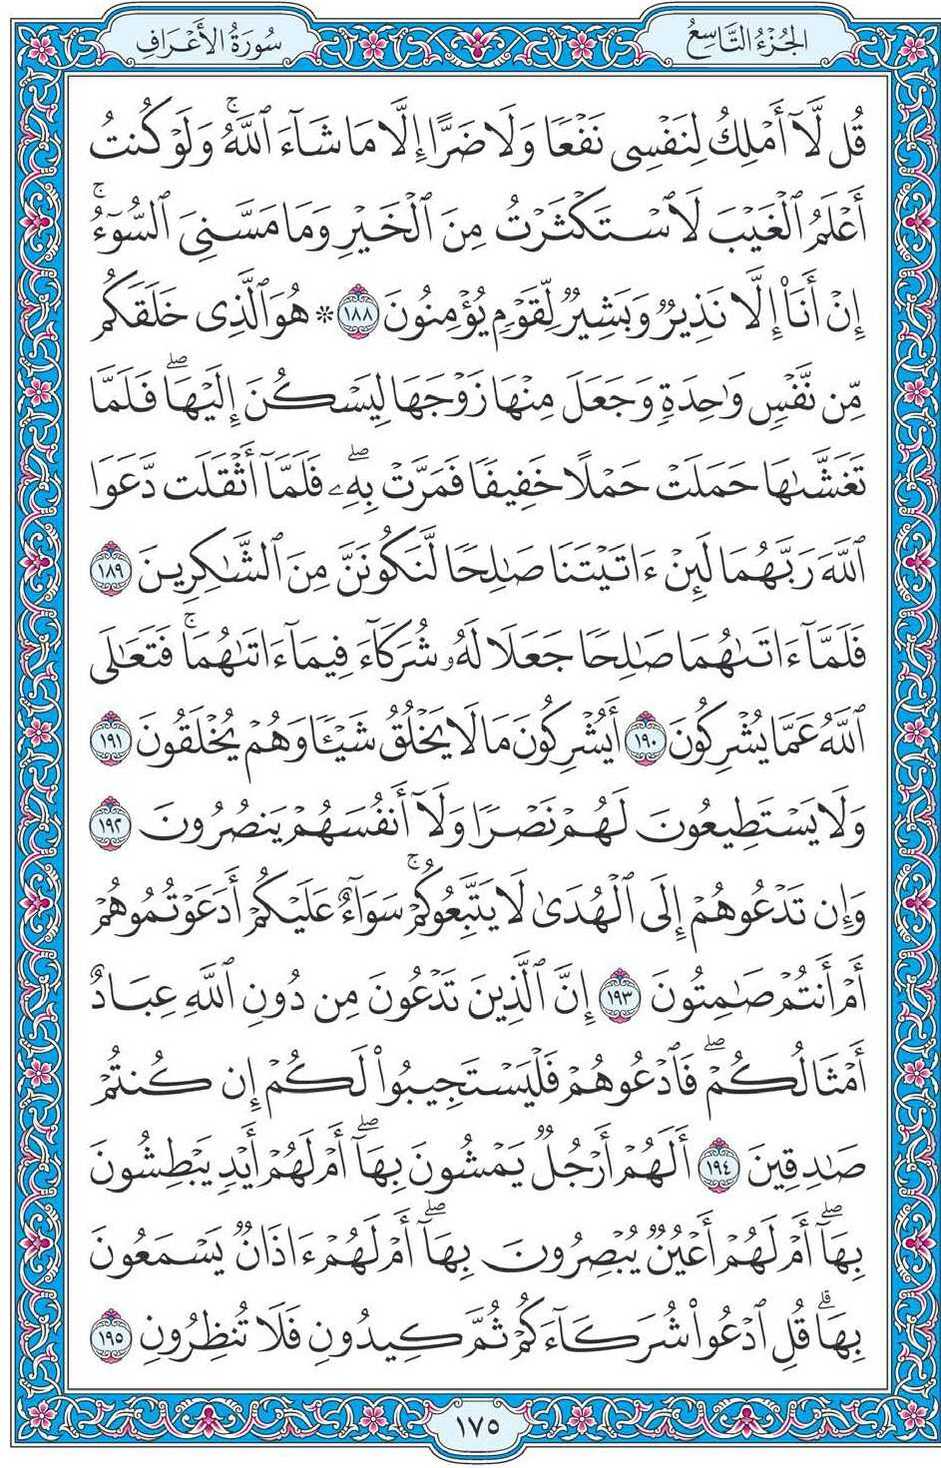 الجُزْءُ التَّاسِعُ
سُورَةُ الأَعْرَافِ
قُل لَّآ أَمْلِكُ لِنَفْسِى نَفْعًا وَلَا ضَرًّا إِلَّا مَا شَآءَ ٱللَّهُ ۚ وَلَوْ كُنتُ
أَعْلَمُ ٱلْغَيْبَ لَٱسْتَكْثَرْتُ مِنَ ٱلْخَيْرِ وَمَا مَسَّنِىَ ٱلسُّوٓءُ ۚ
إِنْ أَنَا۠ إِلَّا نَذِيرٌ وَبَشِيرٌ لِّقَوْمٍ يُؤْمِنُونَ ١٨٨ * هُوَ ٱلَّذِى خَلَقَكُم
مِّن نَّفْسٍ وَٰحِدَةٍ وَجَعَلَ مِنْهَا زَوْجَهَا لِيَسْكُنَ إِلَيْهَا ۖ فَلَمَّا
تَغَشَّىٰهَا حَمَلَتْ حَمْلًا خَفِيفًا فَمَرَّتْ بِهِۦ ۖ فَلَمَّآ أَثْقَلَت دَّعَوَا
ٱللَّهَ رَبَّهُمَا لَئِنْ ءَاتَيْتَنَا صَٰلِحًا لَّنَكُونَنَّ مِنَ ٱلشَّٰكِرِينَ ١٨٩
فَلَمَّآ ءَاتَىٰهُمَا صَٰلِحًا جَعَلَا لَهُۥ شُرَكَآءَ فِيمَآ ءَاتَىٰهُمَا ۚ فَتَعَٰلَى
ٱللَّهُ عَمَّا يُشْرِكُونَ ١٩٠ أَيُشْرِكُونَ مَا لَا يَخْلُقُ شَيْـًٔا وَهُمْ يُخْلَقُونَ ١٩١
وَلَا يَسْتَطِيعُونَ لَهُمْ نَصْرًا وَلَآ أَنفُسَهُمْ يَنصُرُونَ ١٩٢
وَإِن تَدْعُوهُمْ إِلَى ٱلْهُدَىٰ لَا يَتَّبِعُوكُمْ ۚ سَوَآءٌ عَلَيْكُمْ أَدَعَوْتُمُوهُمْ
أَمْ أَنتُمْ صَٰمِتُونَ ١٩٣ إِنَّ ٱلَّذِينَ تَدْعُونَ مِن دُونِ ٱللَّهِ عِبَادٌ
أَمْثَالُكُمْ ۖ فَٱدْعُوهُمْ فَلْيَسْتَجِيبُوا۟ لَكُمْ إِن كُنتُمْ
صَٰدِقِينَ ١٩٤ أَلَهُمْ أَرْجُلٌ يَمْشُونَ بِهَآ ۖ أَمْ لَهُمْ أَيْدٍ يَبْطِشُونَ
بِهَآ ۖ أَمْ لَهُمْ أَعْيُنٌ يُبْصِرُونَ بِهَآ ۖ أَمْ لَهُمْ ءَاذَانٌ يَسْمَعُونَ
بِهَا ۗ قُلِ ٱدْعُوا۟ شُرَكَآءَكُمْ ثُمَّ كِيدُونِ فَلَا تُنظِرُونِ ١٩٥
١٧٥